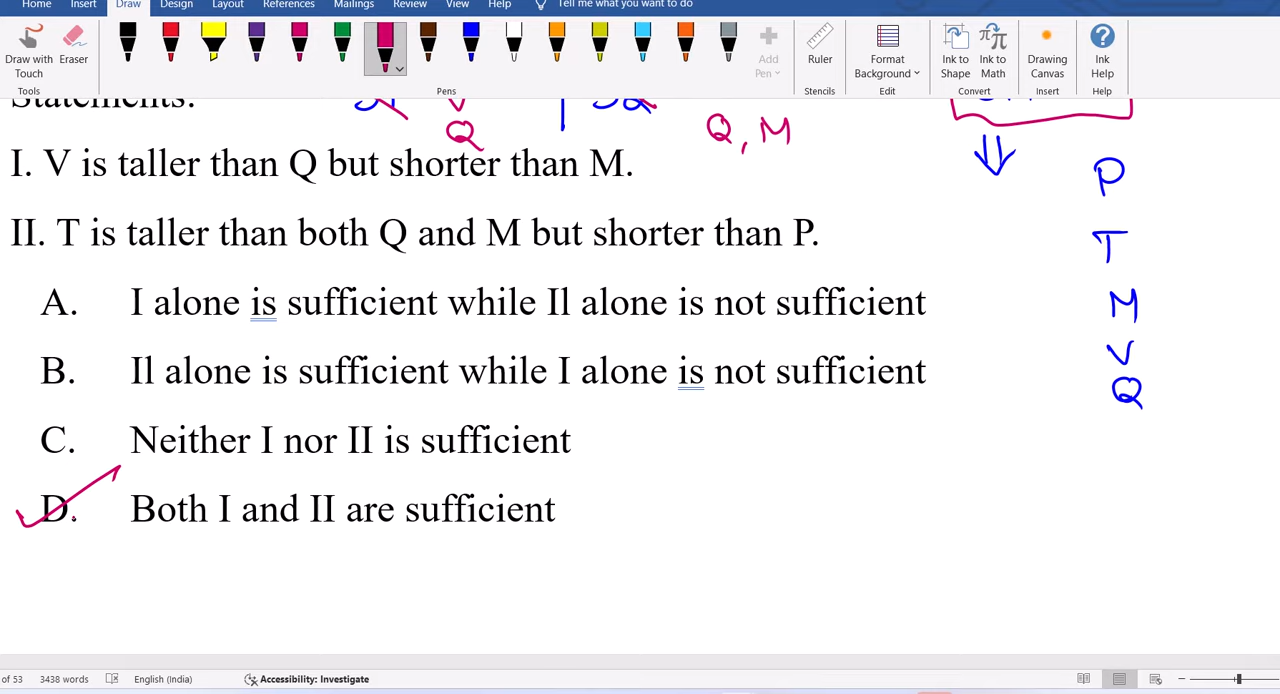 Home Insert Draw Design Layout References Mailings Review View Help Tell me what you want to do
Draw with Touch Eraser Add Pen Ruler Format Background Ink to Shape Ink to Math Drawing Canvas Ink Help
Tools Pens Stencils Edit Convert Insert Help
Statements:
Q Q, M
I. V is taller than Q but shorter than M.
P
II. T is taller than both Q and M but shorter than P.
T
A. I alone is sufficient while Il alone is not sufficient
M
V
B. Il alone is sufficient while I alone is not sufficient
Q
C. Neither I nor II is sufficient
D. Both I and II are sufficient
of 53 3438 words English (India) Accessibility: Investigate